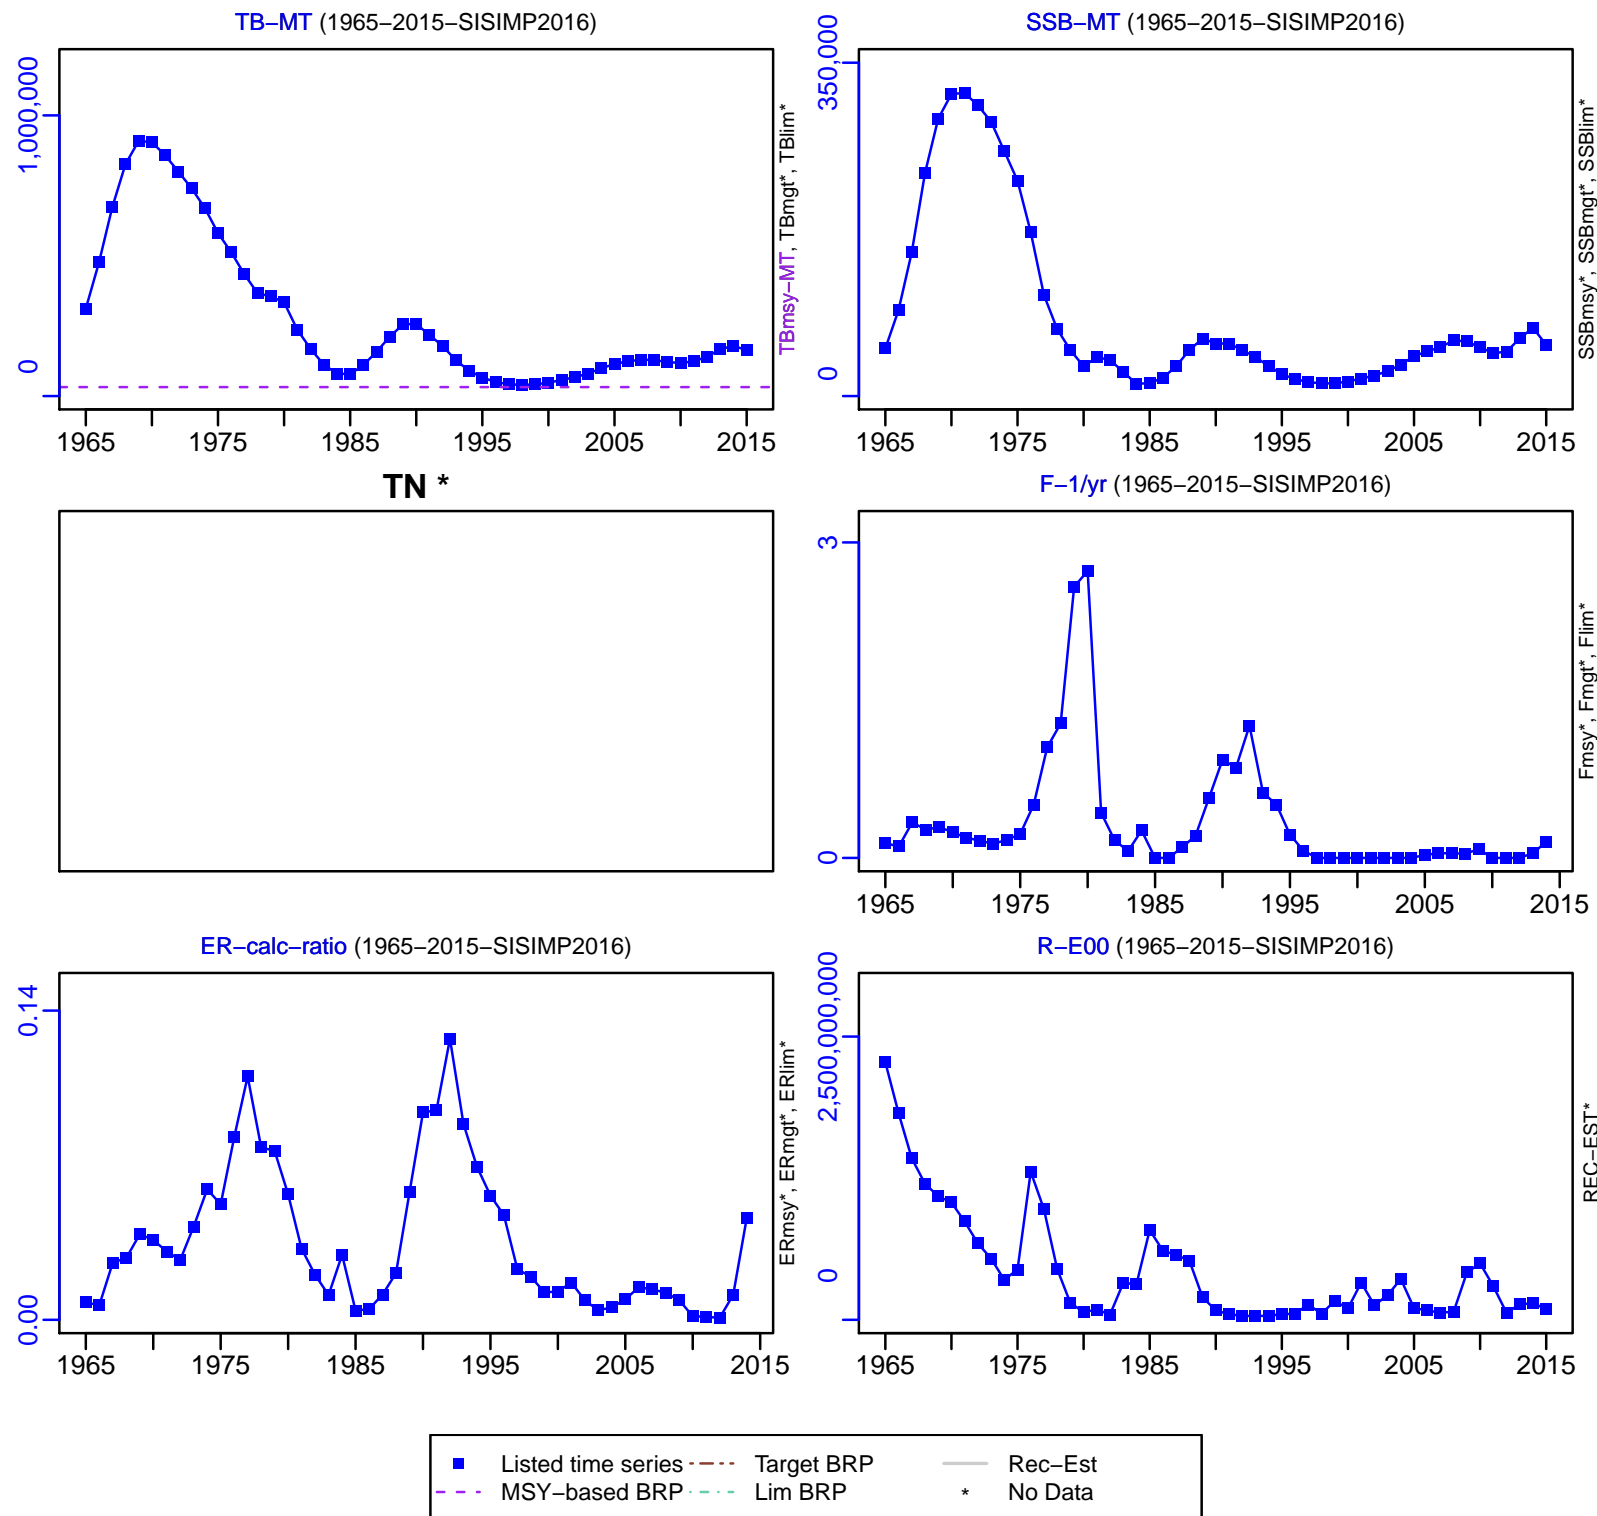 TB−MT (1965−2015−SISIMP2016)
1,000,000
0
TBmsy−MT, TBmgt*, TBlim*
1965 1975 1985 1995 2005 2015
SSB−MT (1965−2015−SISIMP2016)
350,000
0
SSBmsy*, SSBmgt*, SSBlim*
1965 1975 1985 1995 2005 2015
TN *
F−1/yr (1965−2015−SISIMP2016)
3
0
Fmsy*, Fmgt*, Flim*
1965 1975 1985 1995 2005 2015
ER−calc−ratio (1965−2015−SISIMP2016)
0.14
0.00
ERmsy*, ERmgt*, ERlim*
1965 1975 1985 1995 2005 2015
R−E00 (1965−2015−SISIMP2016)
2,500,000,000
0
REC−EST*
1965 1975 1985 1995 2005 2015
Listed time series
Target BRP
Rec−Est
MSY−based BRP
Lim BRP
* No Data